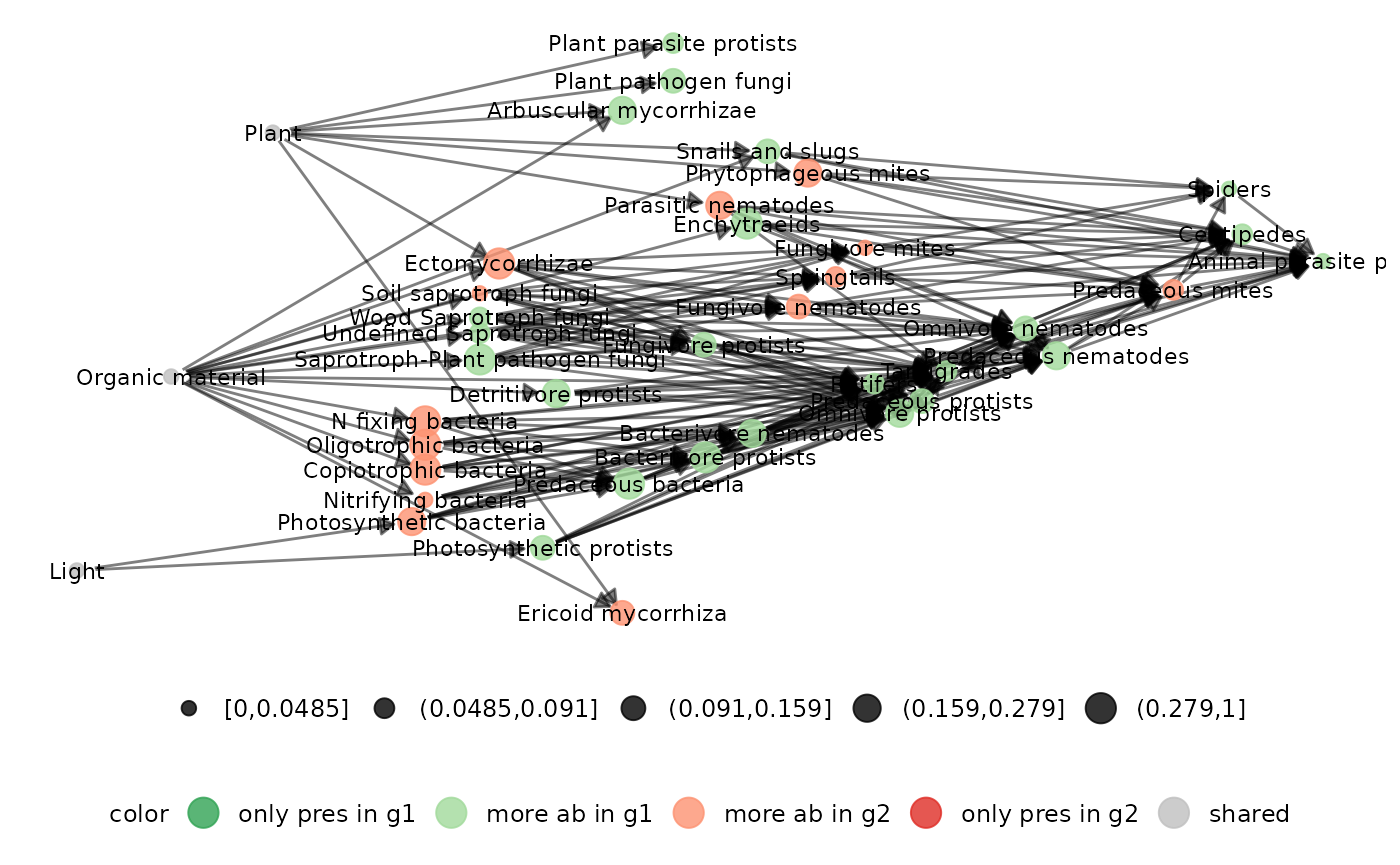 Plant parasite protists
Plant pathogen fungi
Arbuscular mycorrhizae
Plant
Snails and slugs
Phytophageous mites
Spiders
Parasitic nematodes
Enchytraeids
Centipedes
Fungivore mites
Animal parasite p
Ectomycorrhizae
Springtails
Predaceous mites
Soil saprotroph fungi
Fungivore nematodes
Wood Saprotroph fungi
Omnivore nematodes
Undefined Saprotroph fungi
Fungivore protists
Predaceous nematodes
Saprotroph-Plant pathogen fungi
Tardigrades
Organic material
Rotifers
Detritivore protists
Predaceous protists
Omnivore protists
N fixing bacteria
Bacterivore nematodes
Oligotrophic bacteria
Bacterivore protists
Copiotrophic bacteria
Predaceous bacteria
Nitrifying bacteria
Photosynthetic bacteria
Photosynthetic protists
Light
Ericoid mycorrhiza
[0,0.0485] (0.0485,0.091] (0.091,0.159] (0.159,0.279] (0.279,1]
color only pres in g1 more ab in g1 more ab in g2 only pres in g2 shared